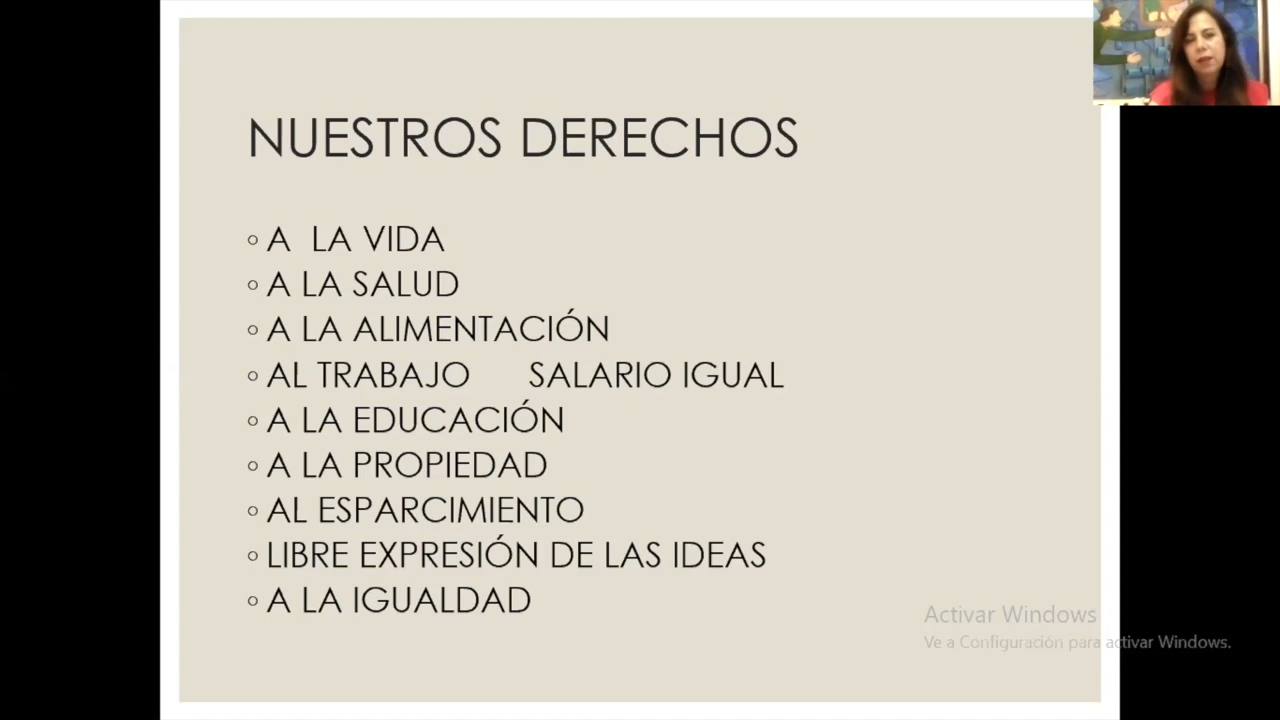 NUESTROS DERECHOS
◦ A LA VIDA
◦ A LA SALUD
◦ A LA ALIMENTACIÓN
◦ AL TRABAJO SALARIO IGUAL
◦ A LA EDUCACIÓN
◦ A LA PROPIEDAD
◦ AL ESPARCIMIENTO
◦ LIBRE EXPRESIÓN DE LAS IDEAS
◦ A LA IGUALDAD
Activar Windows
Ve a Configuración para activar Windows.